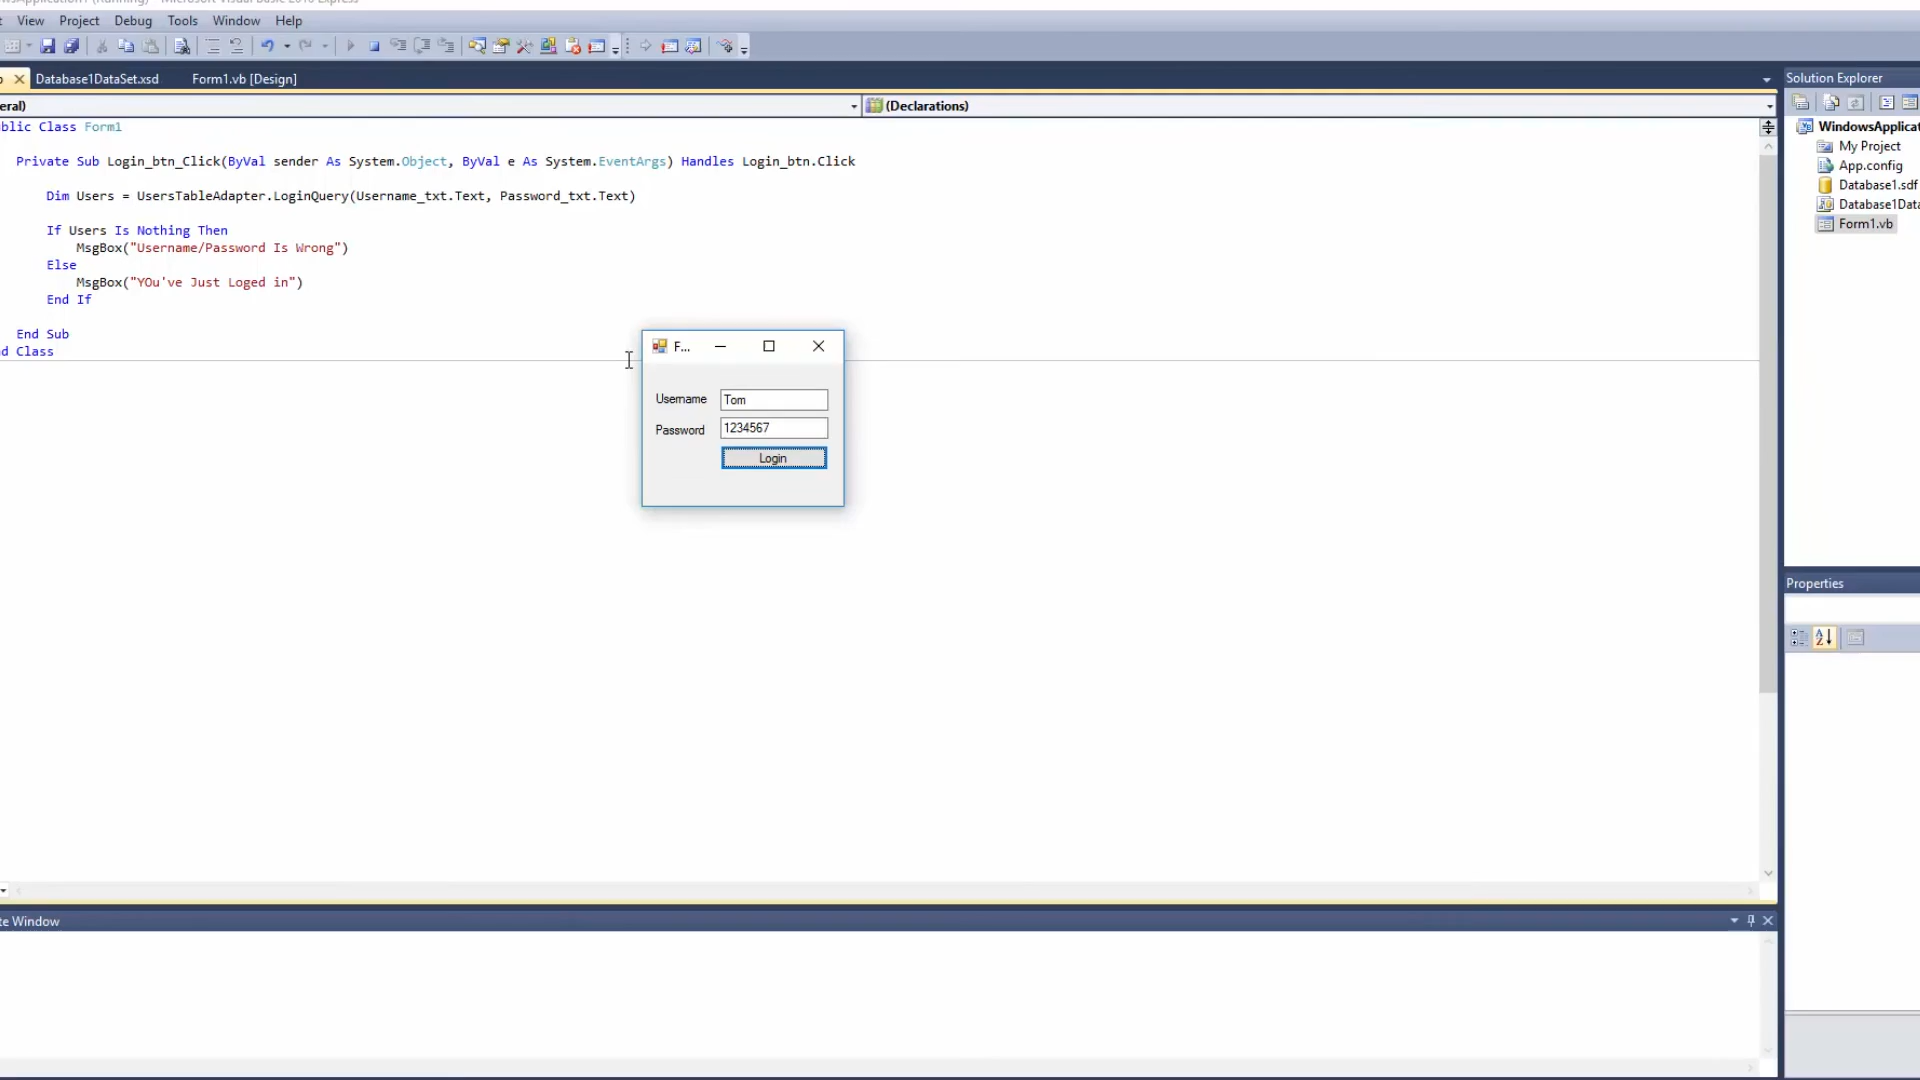 View Project Debug Tools Window Help
Database1DataSet.xsd Form1.vb [Design]
eral) (Declarations)
blic Class Form1
Private Sub Login_btn_Click(ByVal sender As System.Object, ByVal e As System.EventArgs) Handles Login_btn.Click
Dim Users = UsersTableAdapter.LoginQuery(Username_txt.Text, Password_txt.Text)
If Users Is Nothing Then
MsgBox("Username/Password Is Wrong")
Else
MsgBox("YOu've Just Loged in")
End If
End Sub
d Class
F...
Username Tom
Password 1234567
Login
Solution Explorer
WindowsApplicat
My Project
App.config
Database1.sdf
Database1Data
Form1.vb
Properties
te Window